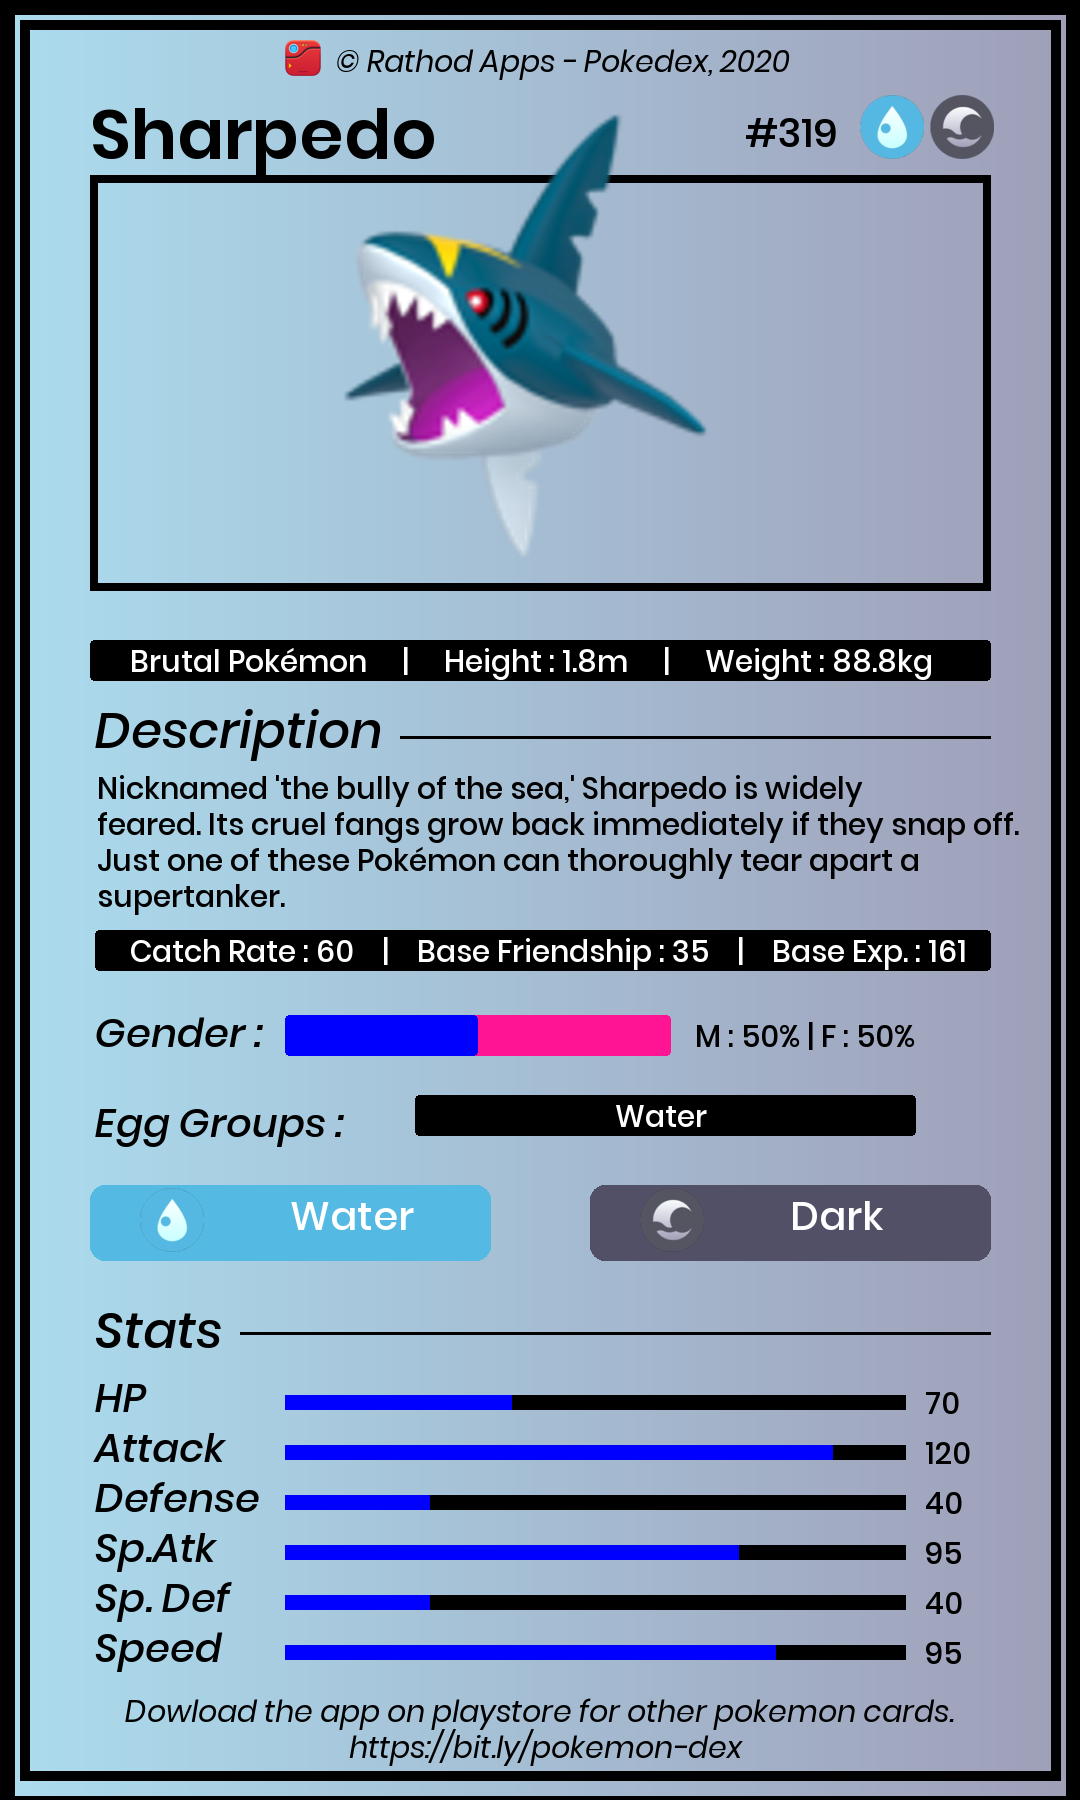 © Rathod Apps - Pokedex, 2020
Sharpedo #319
Brutal Pokémon | Height : 1.8m | Weight : 88.8kg
Description
Nicknamed 'the bully of the sea,' Sharpedo is widely
feared. Its cruel fangs grow back immediately if they snap off.
Just one of these Pokémon can thoroughly tear apart a
supertanker.
Catch Rate : 60 | Base Friendship : 35 | Base Exp. : 161
Gender : M : 50% | F : 50%
Egg Groups : Water
Water Dark
Stats
HP 70
Attack 120
Defense 40
Sp.Atk 95
Sp. Def 40
Speed 95
Dowload the app on playstore for other pokemon cards.
https://bit.ly/pokemon-dex